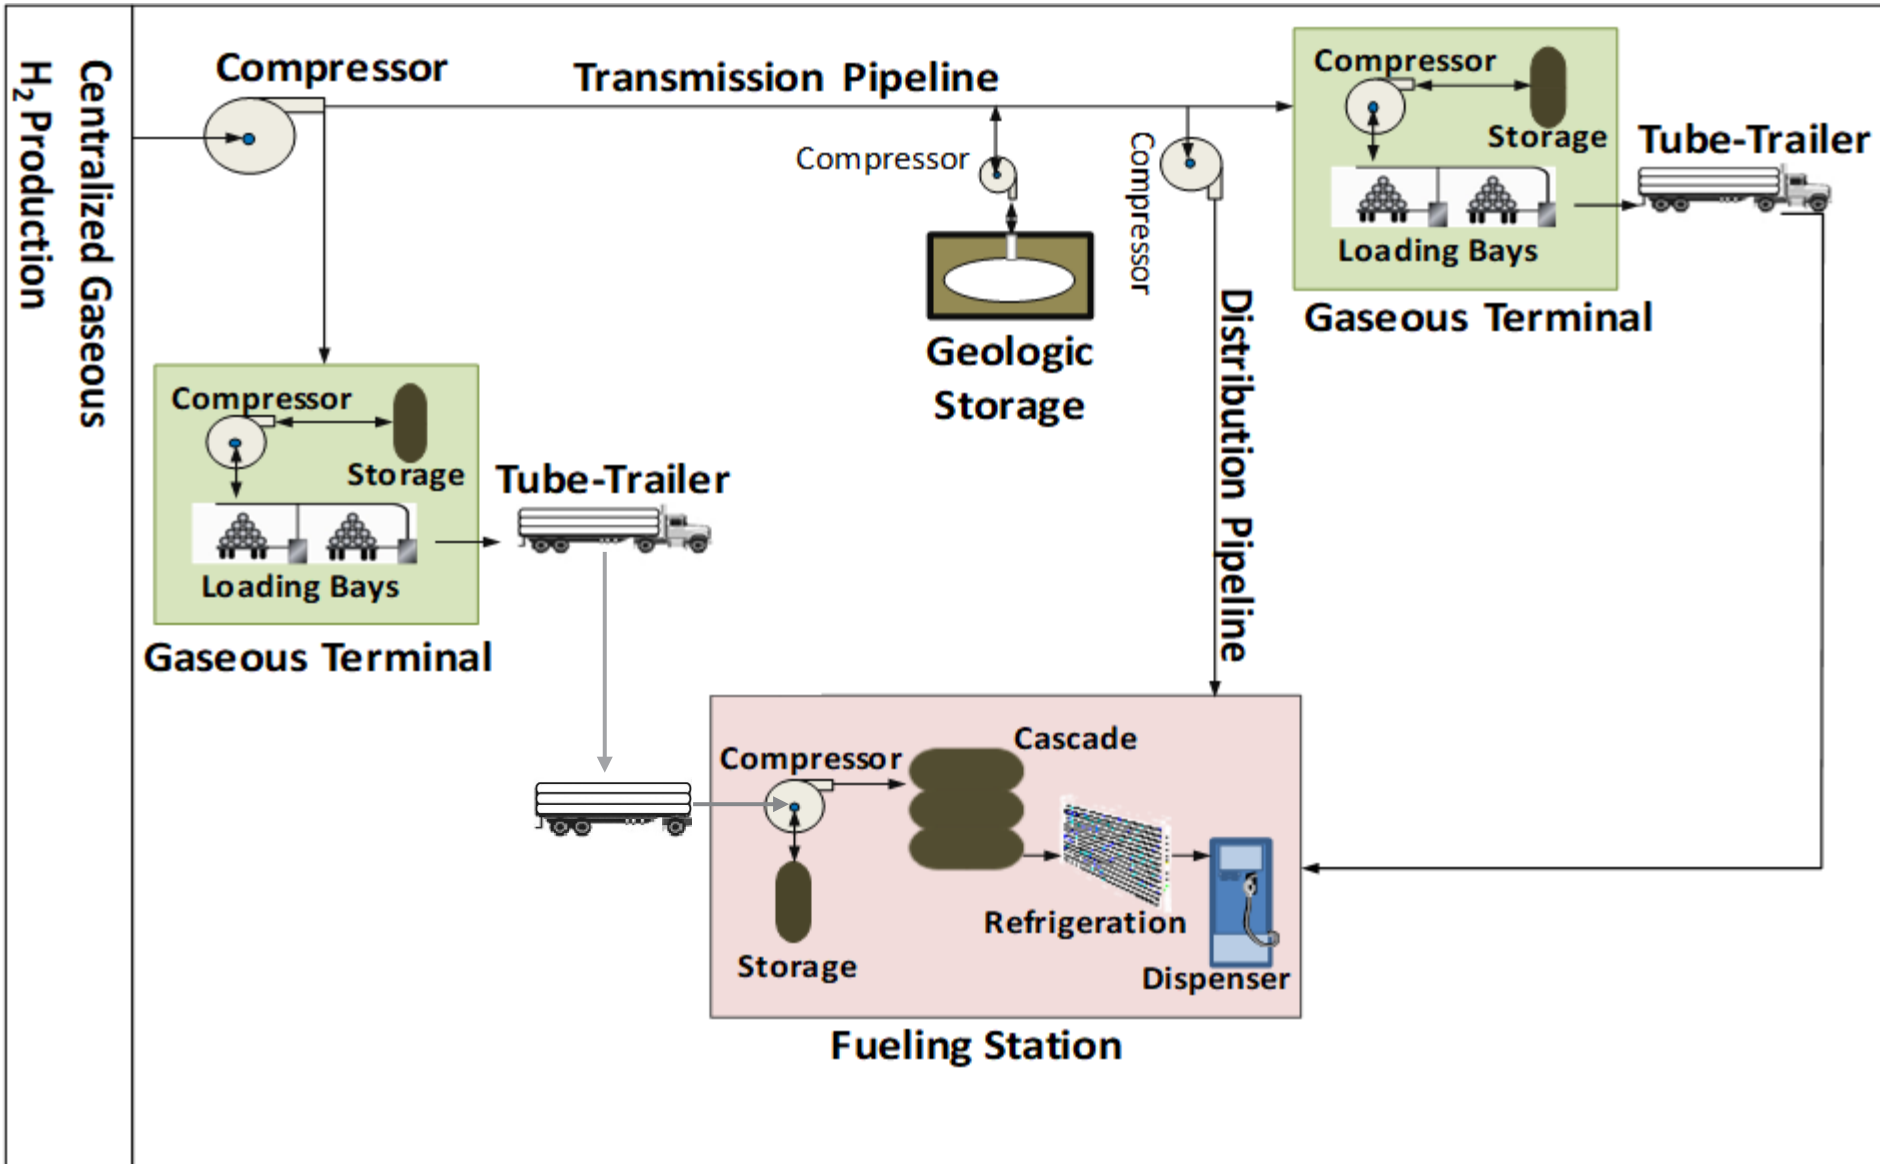 Centralized Gaseous
H₂ Production
Compressor
Transmission Pipeline
Compressor
Compressor
Geologic
Storage
Distribution Pipeline
Compressor
Storage
Loading Bays
Gaseous Terminal
Tube-Trailer
Compressor
Storage
Loading Bays
Gaseous Terminal
Tube-Trailer
Compressor
Cascade
Storage
Refrigeration
Dispenser
Fueling Station